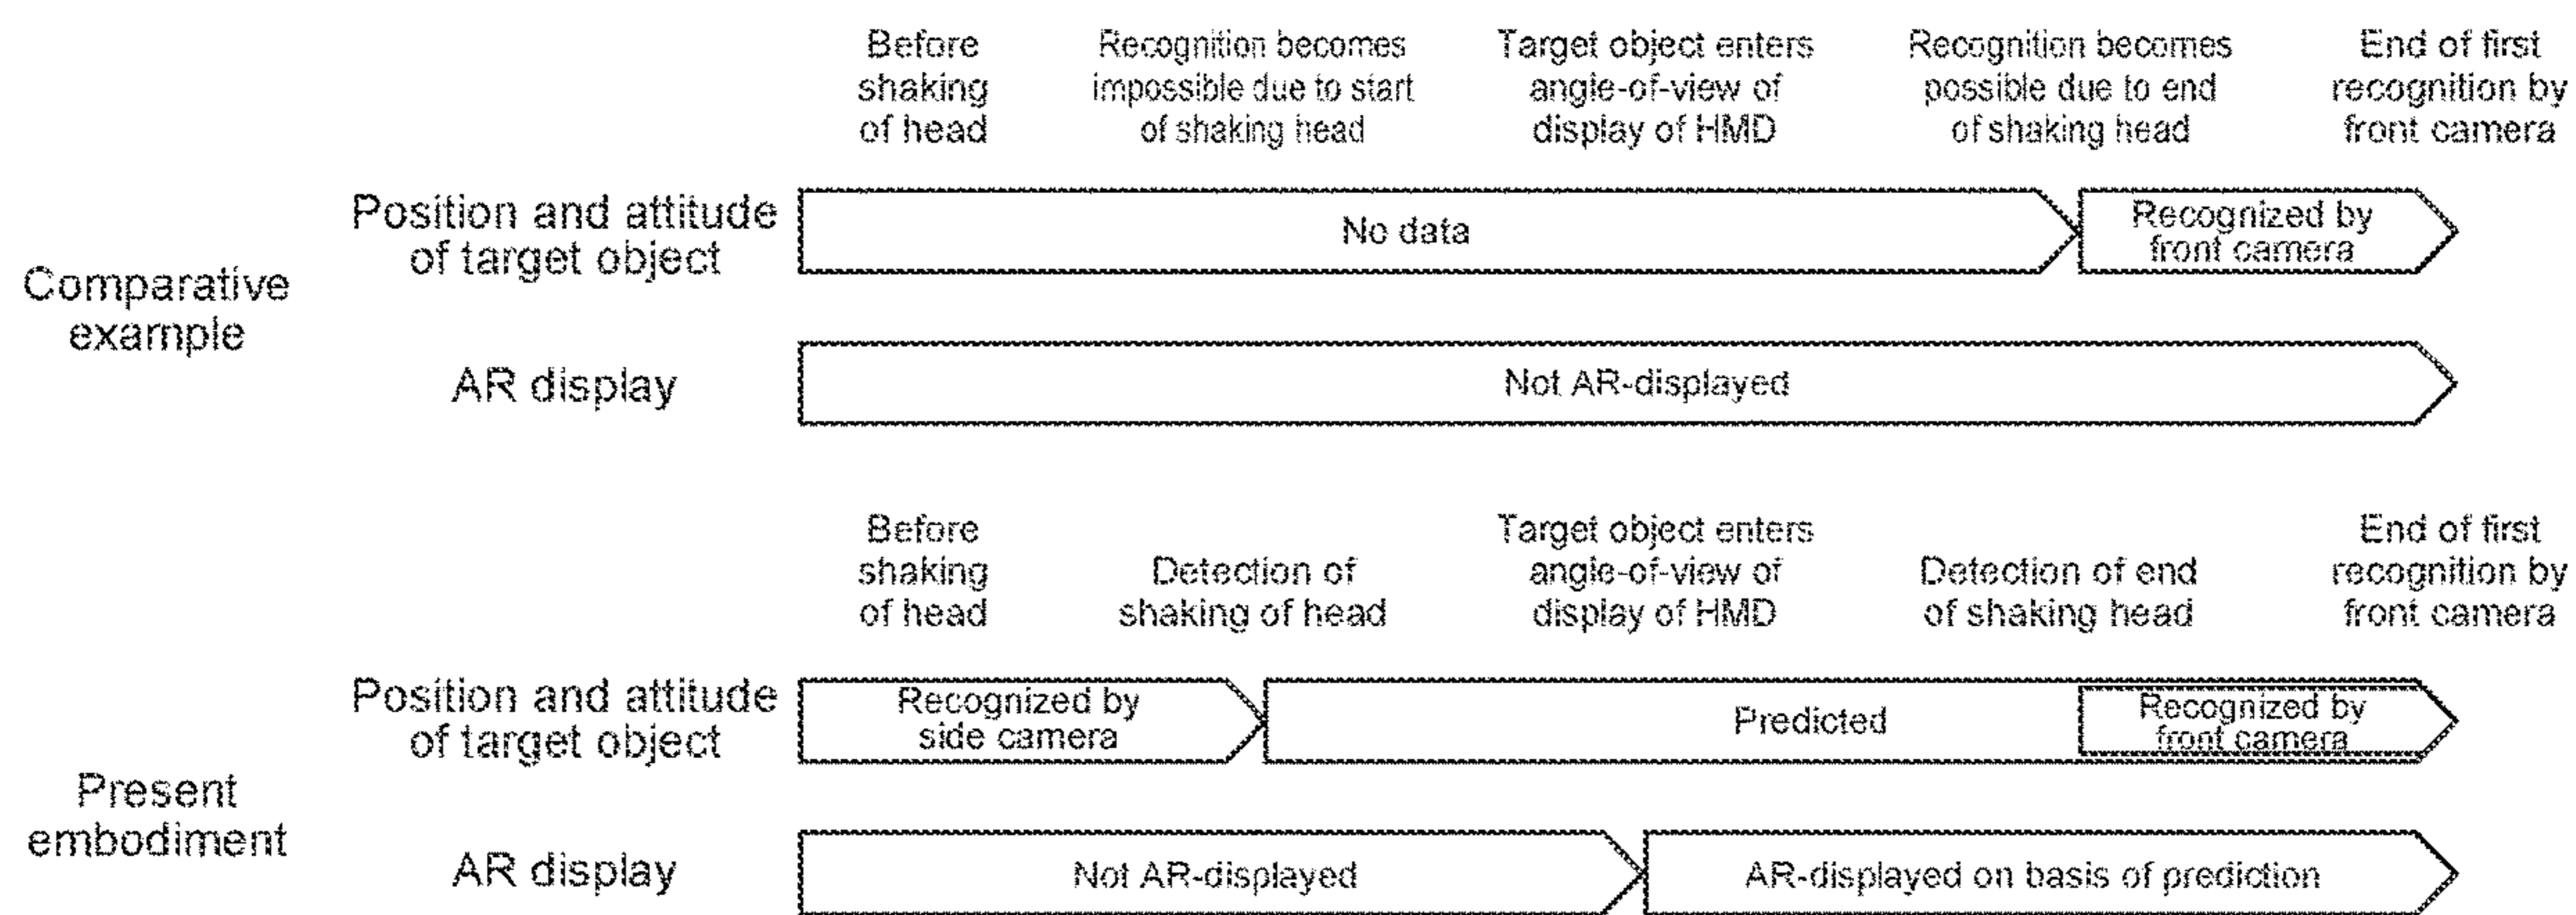 Before
shaking
of head
Recognition becomes
impossible due to start
of shaking head
Target object enters
angle-of-view of
display of HMD
Recognition becomes
possible due to end
of shaking head
End of first
recognition by
front camera
Comparative
example
Position and attitude
of target object
No data
Recognized by
front camera
AR display
Not AR-displayed
Before
shaking
of head
Detection of
shaking of head
Target object enters
angle-of-view of
display of HMD
Detection of end
of shaking head
End of first
recognition by
front camera
Present
embodiment
Position and attitude
of target object
Recognized by
side camera
Predicted
Recognized by
front camera
AR display
Not AR-displayed
AR-displayed on basis of prediction